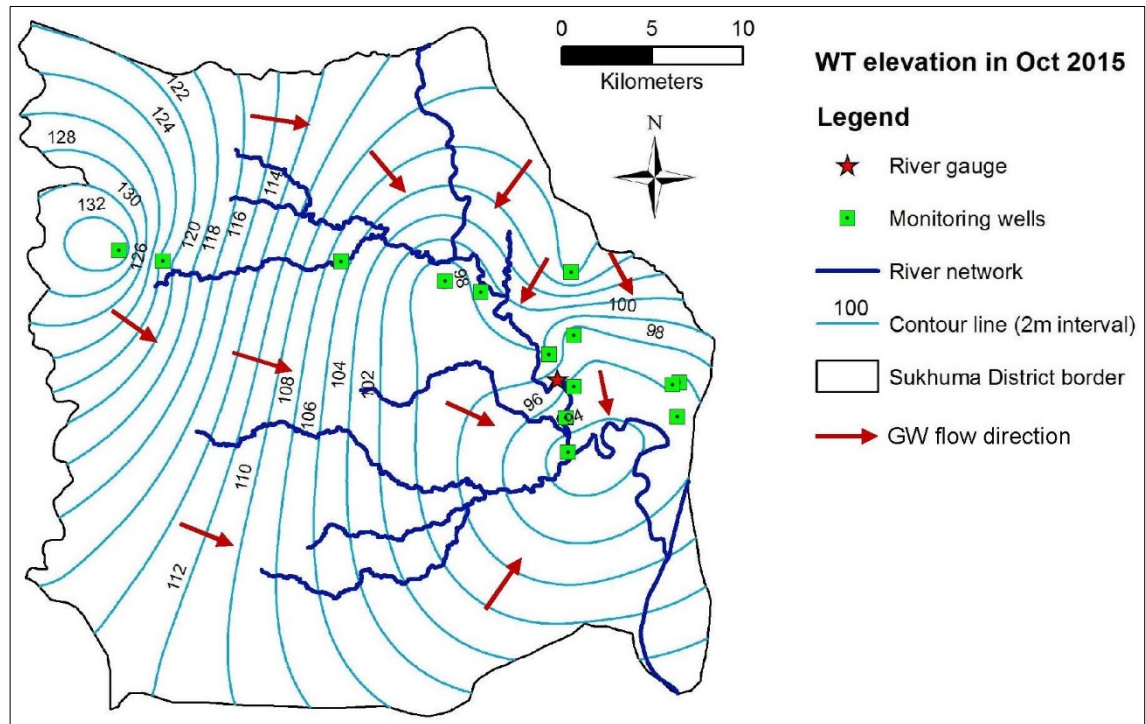 0 5 10
Kilometers
N
WT elevation in Oct 2015
Legend
River gauge
Monitoring wells
River network
100
Contour line (2m interval)
Sukhuma District border
GW flow direction
122
124
128
130
132
126
120
118
116
114
98
100
98
104
102
108
106
96
94
110
112